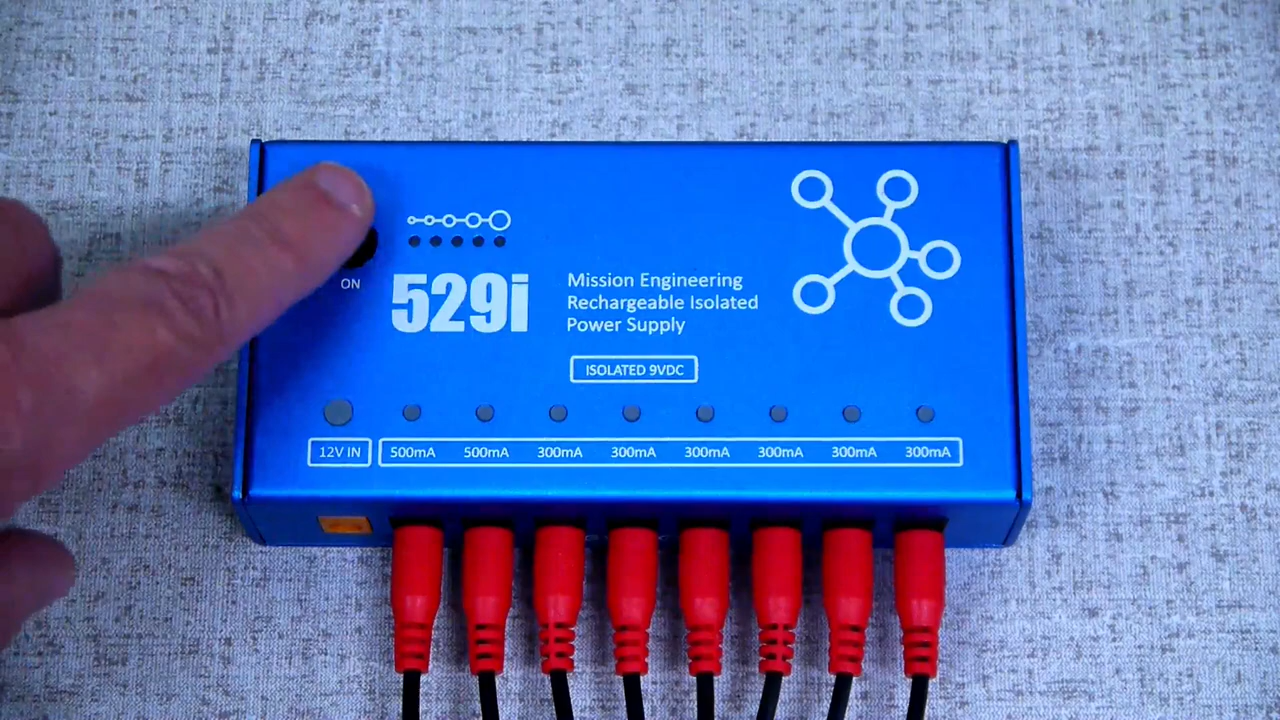 ON
529i
Mission Engineering
Rechargeable Isolated
Power Supply
ISOLATED 9VDC
12V IN
500mA
500mA
300mA
300mA
300mA
300mA
300mA
300mA